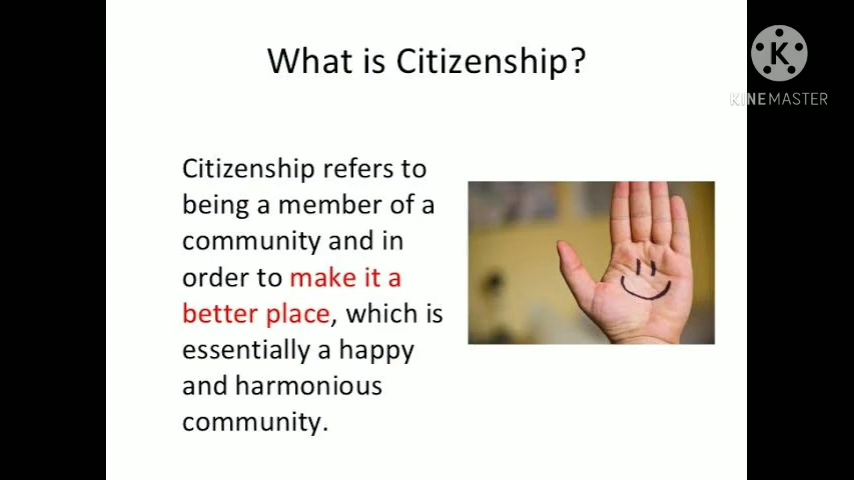 What is Citizenship?
K
KINEMASTER
Citizenship refers to
being a member of a
community and in
order to make it a
better place, which is
essentially a happy
and harmonious
community.